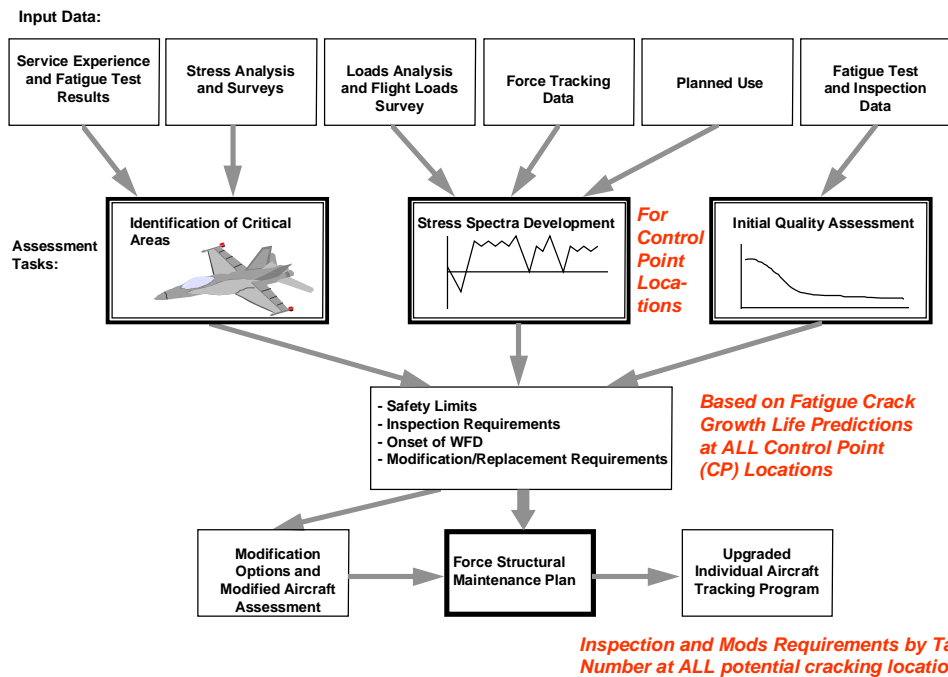 Input Data:
Service Experience
and Fatigue Test
Results
Stress Analysis
and Surveys
Loads Analysis
and Flight Loads
Survey
Force Tracking
Data
Planned Use
Fatigue Test
and Inspection
Data
Assessment
Tasks:
Identification of Critical
Areas
Stress Spectra Development
For
Control
Point
Loca-
tions
Initial Quality Assessment
- Safety Limits
- Inspection Requirements
- Onset of WFD
- Modification/Replacement Requirements
Based on Fatigue Crack
Growth Life Predictions
at ALL Control Point
(CP) Locations
Modification
Options and
Modified Aircraft
Assessment
Force Structural
Maintenance Plan
Upgraded
Individual Aircraft
Tracking Program
Inspection and Mods Requirements by
Number at ALL potential cracking